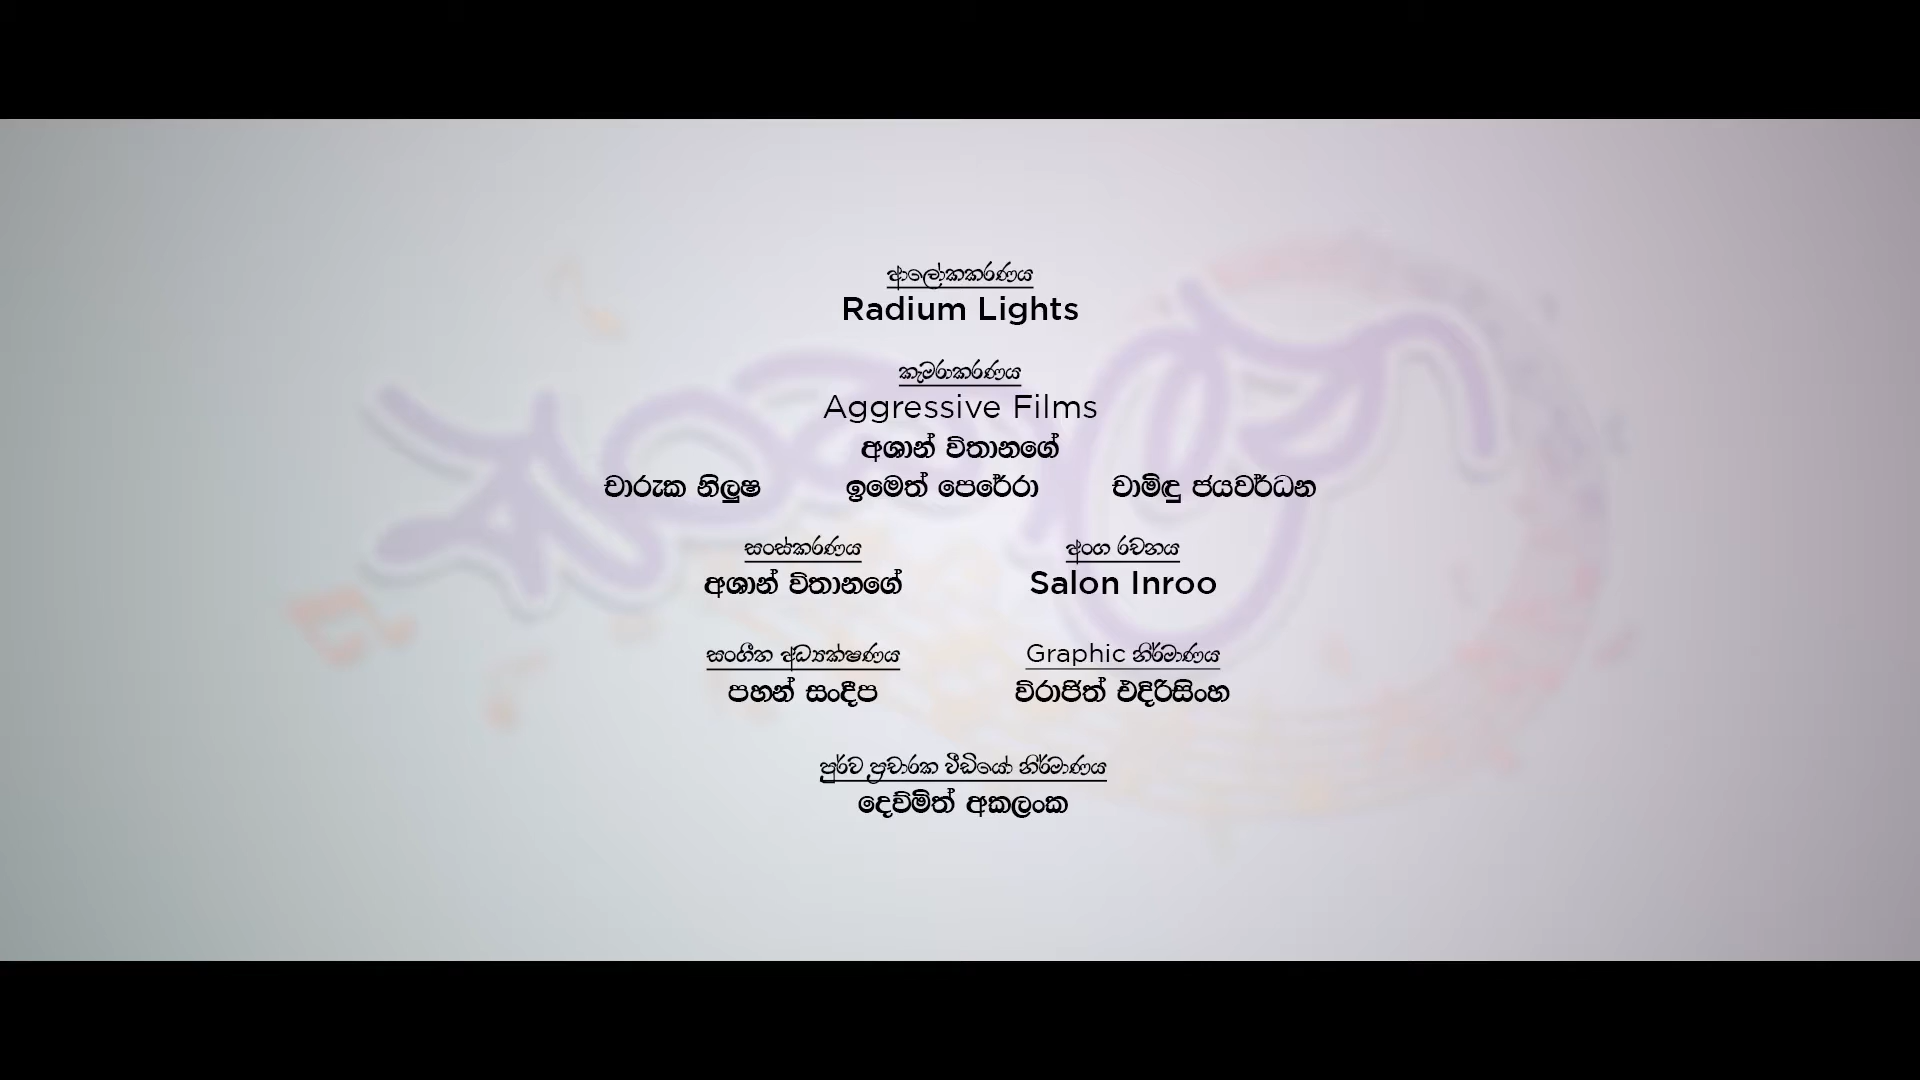 ආලෝකකරණය
Radium Lights
කැමරාකරණය
Aggressive Films
අශාන් විතානගේ
චාරුක නිලුෂ ඉමෙත් පෙරේරා චාමිඳු ජයවර්ධන
සංස්කරණය අංග රචනය
අශාන් විතානගේ Salon Inroo
සංගීත අධ්‍යක්ෂණය Graphic නිර්මාණය
පහන් සංදීප විරාජිත් එදිරිසිංහ
පුර්ව ප්‍රචාරක වීඩියෝ නිර්මාණය
දෙව්මිත් අකලංක